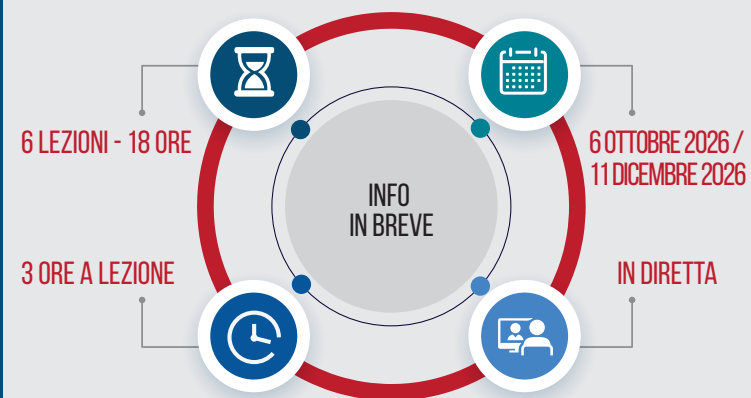 6 LEZIONI - 18 ORE
6 OTTOBRE 2026 /
11 DICEMBRE 2026
INFO
IN BREVE
3 ORE A LEZIONE
IN DIRETTA